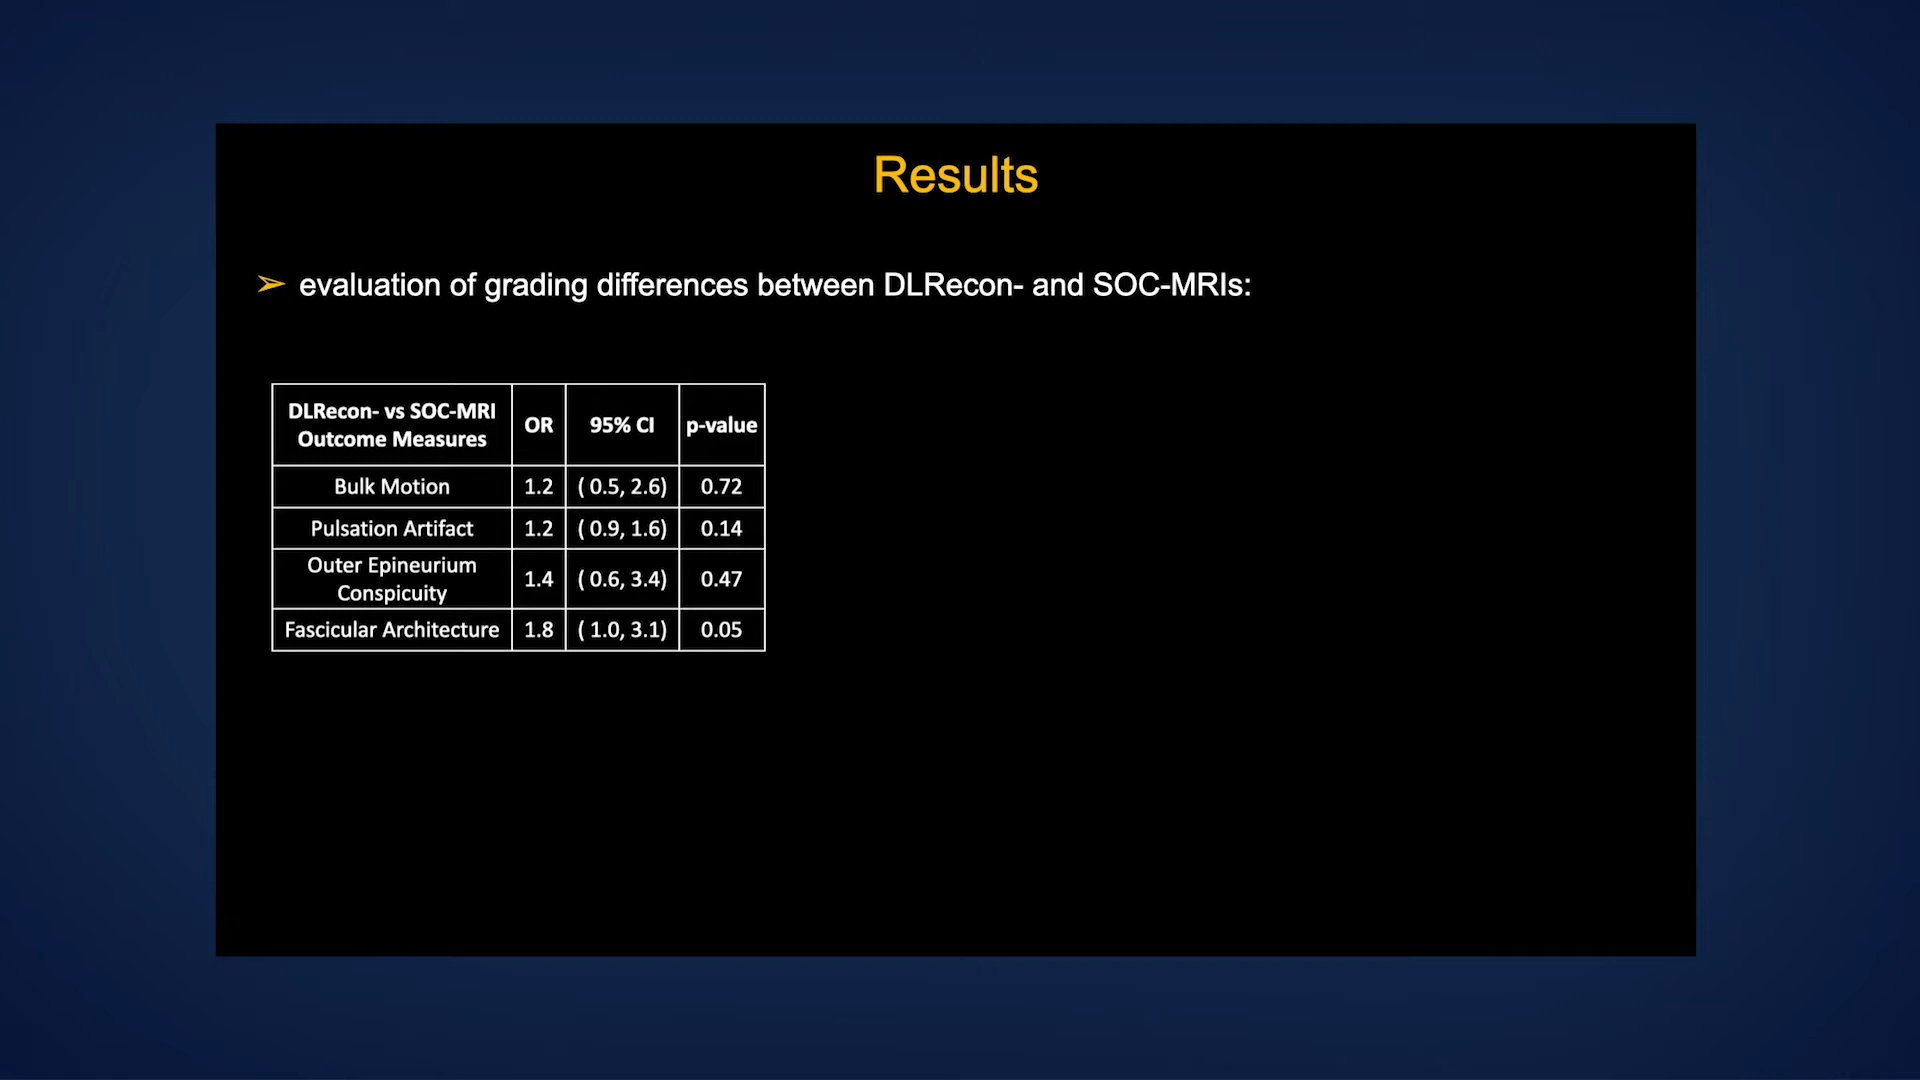 Results
➢ evaluation of grading differences between DLRecon- and SOC-MRIs:
DLRecon- vs SOC-MRI
Outcome Measures
OR
95% CI
p-value
Bulk Motion 1.2 ( 0.5, 2.6) 0.72
Pulsation Artifact 1.2 ( 0.9, 1.6) 0.14
Outer Epineurium
Conspicuity
1.4 ( 0.6, 3.4) 0.47
Fascicular Architecture 1.8 ( 1.0, 3.1) 0.05